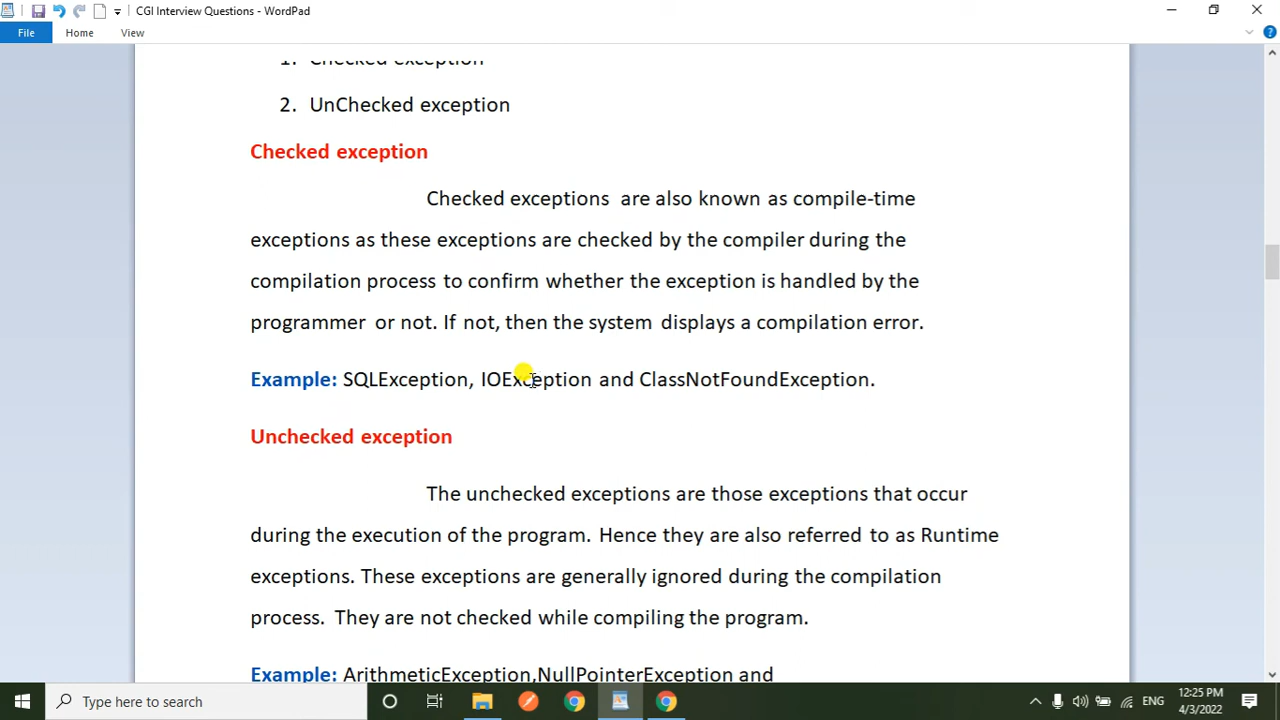 CGI Interview Questions - WordPad
File Home View
1. Checked exception
2. UnChecked exception
Checked exception
Checked exceptions are also known as compile-time
exceptions as these exceptions are checked by the compiler during the
compilation process to confirm whether the exception is handled by the
programmer or not. If not, then the system displays a compilation error.
Example: SQLException, IOException and ClassNotFoundException.
Unchecked exception
The unchecked exceptions are those exceptions that occur
during the execution of the program. Hence they are also referred to as Runtime
exceptions. These exceptions are generally ignored during the compilation
process. They are not checked while compiling the program.
Example: ArithmeticException,NullPointerException and
Type here to search
ENG
12:25 PM
4/3/2022